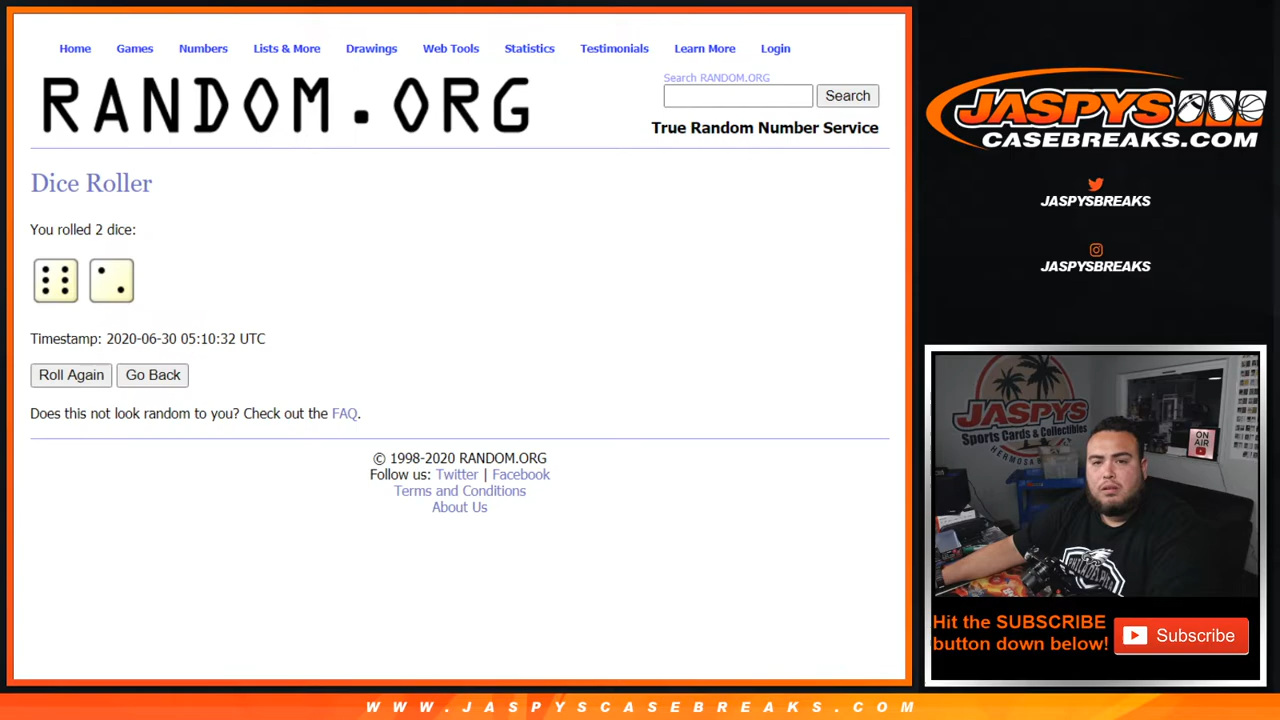 Home Games Numbers Lists & More Drawings Web Tools Statistics Testimonials Learn More Login
RANDOM.ORG
Search RANDOM.ORG
Search
True Random Number Service
Dice Roller
You rolled 2 dice:
Timestamp: 2020-06-30 05:10:32 UTC
Roll Again Go Back
Does this not look random to you? Check out the FAQ.
© 1998-2020 RANDOM.ORG
Follow us: Twitter | Facebook
Terms and Conditions
About Us
JASPYS
CASEBREAKS.COM
JASPYSBREAKS
JASPYSBREAKS
JASPYS
Sports Cards & Collectibles
ON
AIR
Hit the SUBSCRIBE
button down below!
Subscribe
WWW.JASPYSCASEBREAKS.COM